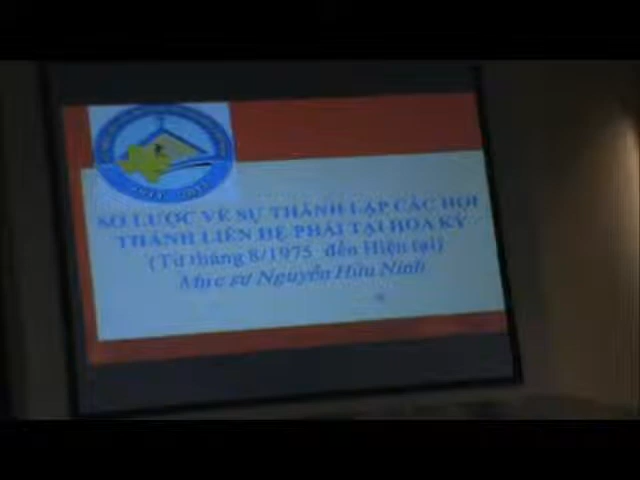 SƠ LƯỢC VỀ SỰ THÀNH LẬP CÁC HỘI
THÁNH LIÊN HỆ PHÁI TẠI HOA KỲ
(Từ tháng 8/1975 đến Hiện tại)
Mục sư Nguyễn Hữu Ninh